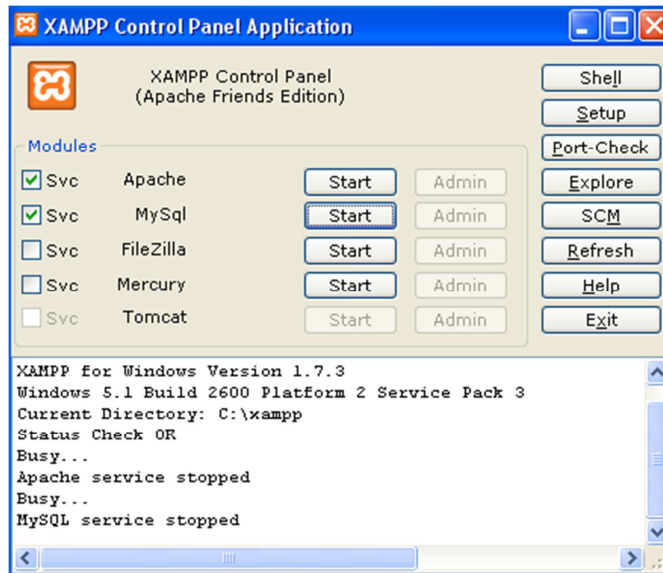 XAMPP Control Panel Application
XAMPP Control Panel
(Apache Friends Edition)
Shell
Setup
Port-Check
Explore
SCM
Refresh
Help
Exit
Modules
Svc Apache Start Admin
Svc MySql Start Admin
Svc FileZilla Start Admin
Svc Mercury Start Admin
Svc Tomcat Start Admin
XAMPP for Windows Version 1.7.3
Windows 5.1 Build 2600 Platform 2 Service Pack 3
Current Directory: C:\xampp
Status Check OK
Busy...
Apache service stopped
Busy...
MySQL service stopped